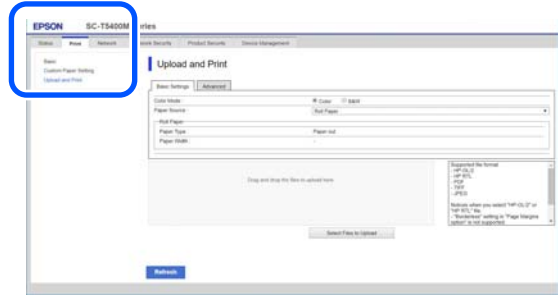 EPSON SC-T5400M Series
Status Print Network Network Security Product Security Device Management
Basic
Custom Paper Setting
Upload and Print
Upload and Print
Basic Settings Advanced
Color Mode : Color B&W
Paper Source : Roll Paper
Roll Paper
Paper Type : Paper out
Paper Width : -
Drag and drop the files to upload here.
Supported file format
- HP-GL/2
- HP RTL
- PDF
- TIFF
- JPEG
Notices when you select "HP-GL/2" or
"HP RTL" file.
- "Borderless" setting in "Page Margins
option" is not supported.
Select Files to Upload
Refresh